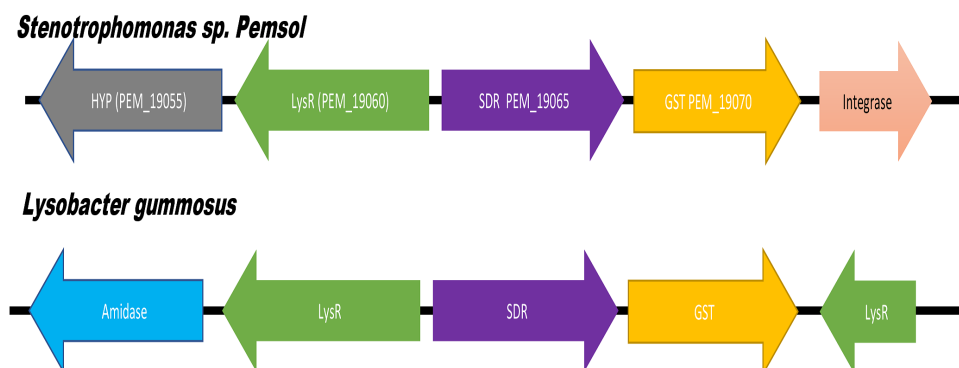 Stenotrophomonas sp. Pemsol
HYP (PEM_19055) LysR (PEM_19060) SDR PEM_19065 GST PEM_19070 Integrase
Lysobacter gummosus
Amidase LysR SDR GST LysR